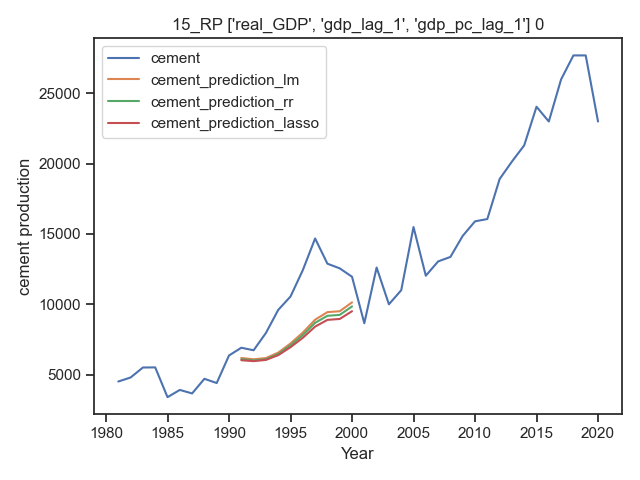 15_RP ['real_GDP', 'gdp_lag_1', 'gdp_pc_lag_1'] 0
cement
cement_prediction_lm
cement_prediction_rr
cement_prediction_lasso
25000
20000
15000
10000
5000
cement production
1980 1985 1990 1995 2000 2005 2010 2015 2020
Year